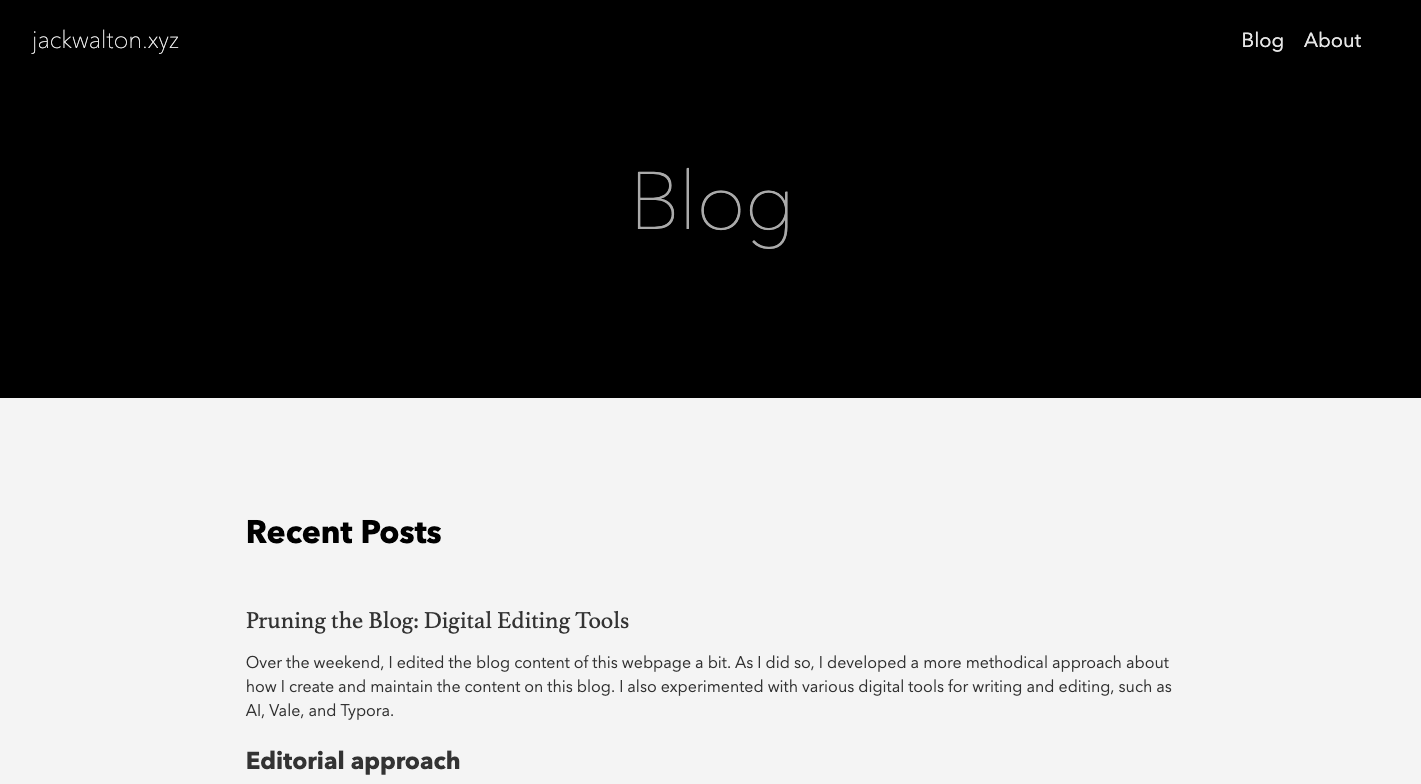 jackwalton.xyz
Blog About
Blog
Recent Posts
Pruning the Blog: Digital Editing Tools
Over the weekend, I edited the blog content of this webpage a bit. As I did so, I developed a more methodical approach about
how I create and maintain the content on this blog. I also experimented with various digital tools for writing and editing, such as
AI, Vale, and Typora.
Editorial approach